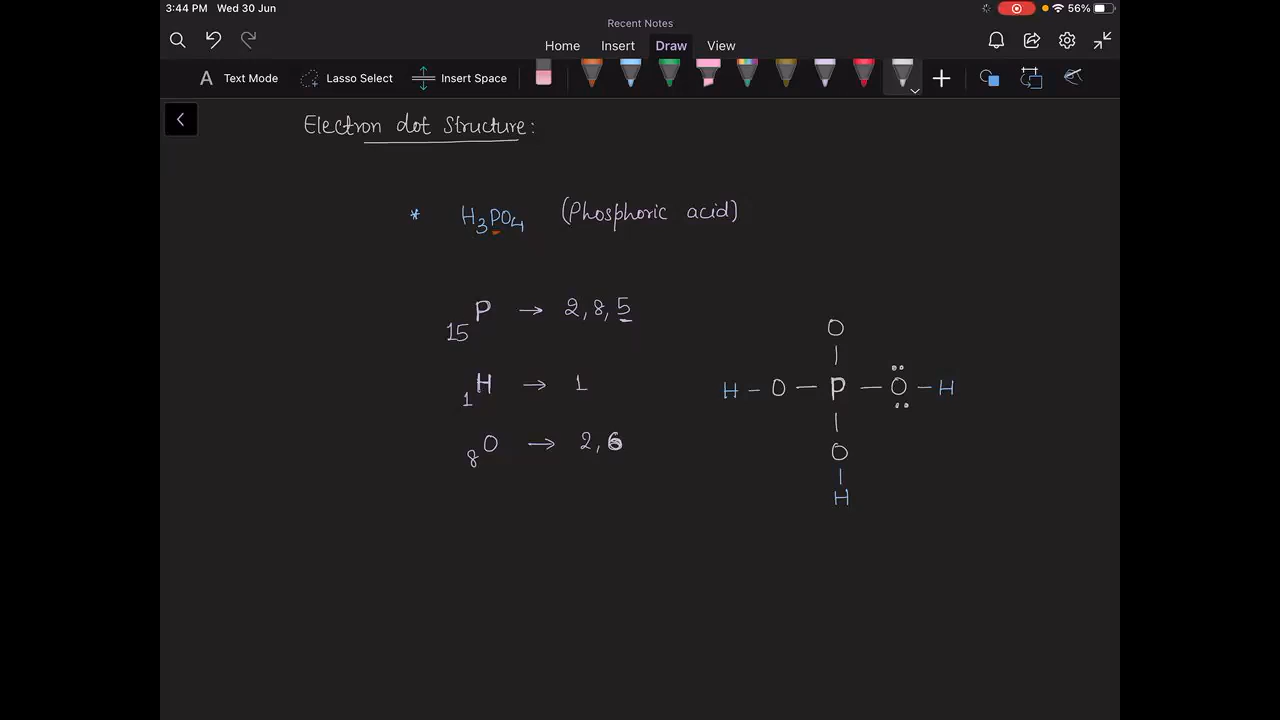 3:44 PM Wed 30 Jun
56%
Recent Notes
Home Insert Draw View
A Text Mode Lasso Select Insert Space
Electron dot Structure:
* H₃PO₄ (Phosphoric acid)
₁₅P → 2, 8, 5
₁H → 1
₈O → 2, 6
O
H - O - P - O - H
O
H